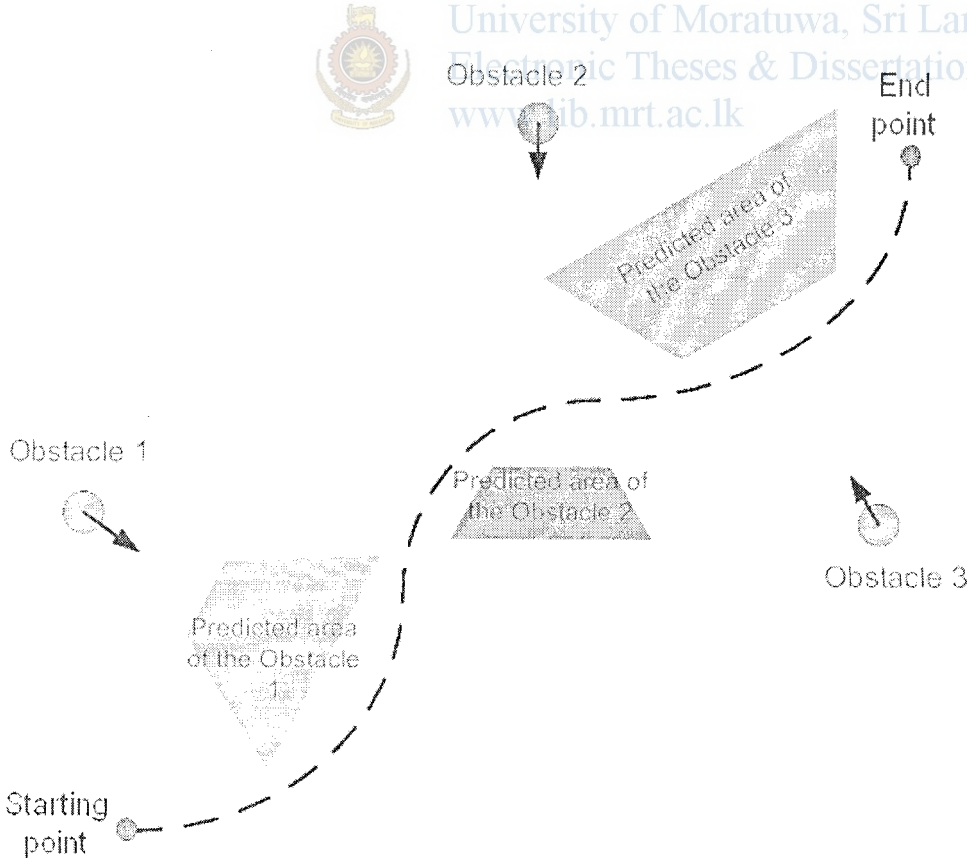 University of Moratuwa, Sri Lan
Electronic Theses & Dissertatio
www.lib.mrt.ac.lk
Obstacle 2
End
point
Predicted area of
the Obstacle 3
Obstacle 1
Predicted area of
the Obstacle 2
Obstacle 3
Predicted area
of the Obstacle
1
Starting
point